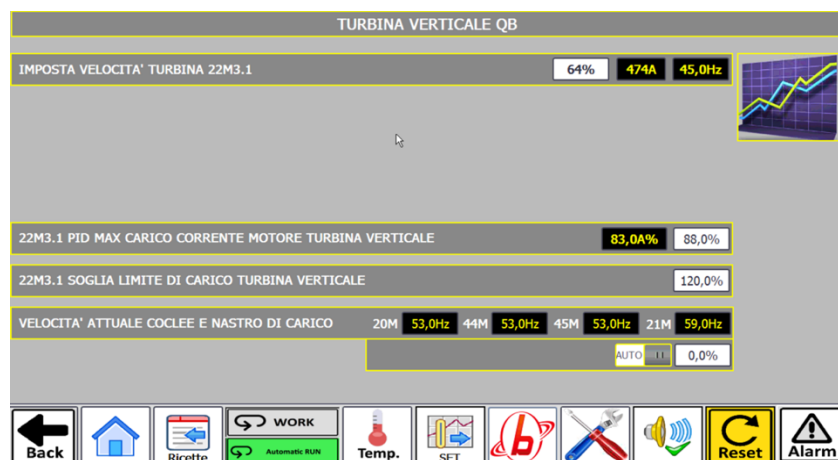 TURBINA VERTICALE QB
IMPOSTA VELOCITA' TURBINA 22M3.1 64% 474A 45,0Hz
22M3.1 PID MAX CARICO CORRENTE MOTORE TURBINA VERTICALE 83,0A% 88,0%
22M3.1 SOGLIA LIMITE DI CARICO TURBINA VERTICALE 120,0%
VELOCITA' ATTUALE COCLEE E NASTRO DI CARICO 20M 53,0Hz 44M 53,0Hz 45M 53,0Hz 21M 59,0Hz
AUTO 0,0%
WORK
Back Ricette Automatic RUN Temp. SET b Reset Alarm